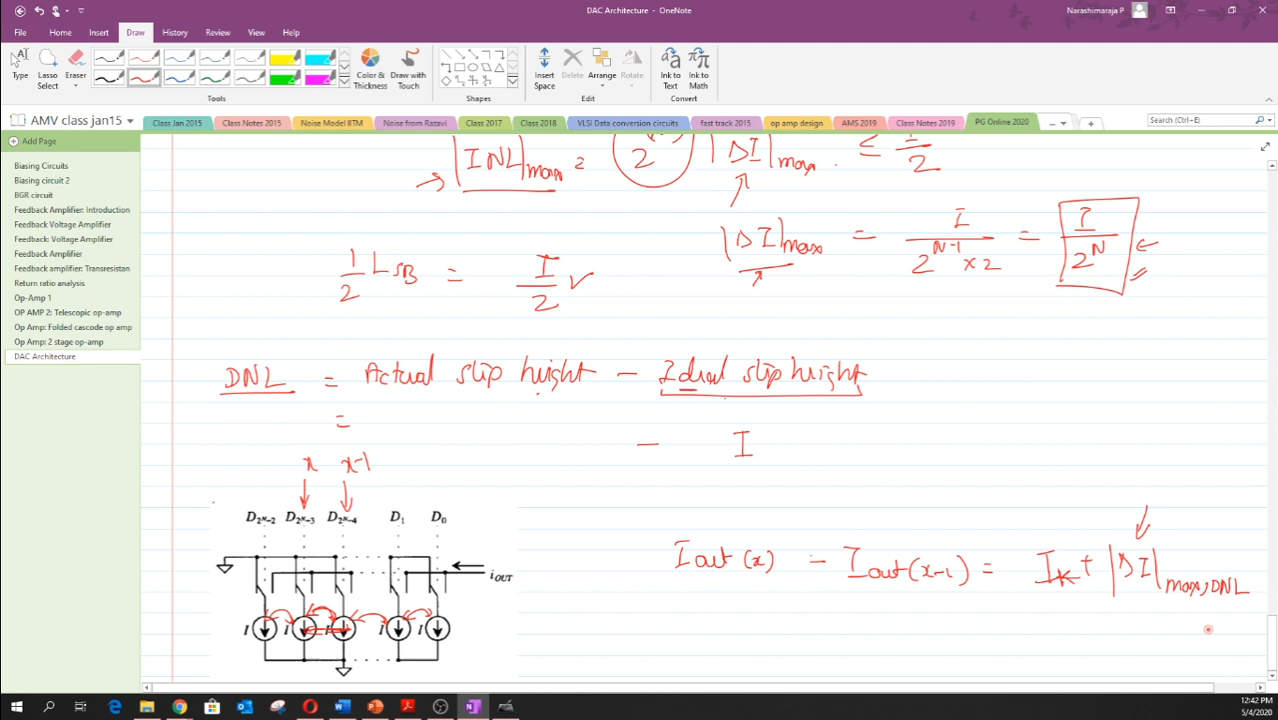 DAC Architecture - OneNote
Narashimaraja P
File Home Insert Draw History Review View Help
Type Lasso Select Eraser Color & Thickness Draw with Touch Insert Space Delete Arrange Rotate Ink to Text Ink to Math
Tools Shapes Edit Convert
AMV class jan15
Class Jan 2015 Class Notes 2015 Noise Model IITM Noise from Razavi Class 2017 Class 2018 VLSI Data conversion circuits fast track 2015 op amp design AMS 2019 Class Notes 2019 PG Online 2020
Search (Ctrl+E)
Add Page
Biasing Circuits
Biasing circuit 2
BGR circuit
Feedback Amplifier: Introduction
Feedback Voltage Amplifier
Feedback: Voltage Amplifier
Feedback Amplifier
Feedback amplifier: Transresistan
Return ratio analysis
Op-Amp 1
OP AMP 2: Telescopic op-amp
Op Amp: Folded cascode op amp
Op Amp: 2 stage op-amp
DAC Architecture
|INL|max = 2 |ΔI|max. ≤ I/2
|ΔI|max = I / 2^N-1 × 2 = I / 2^N
1/2 LSB = I/2 ✓
DNL = Actual slip height - Ideal slip height
= - I
x x-1
D2^N-2 D2^N-3 D2^N-4 D1 D0
iOUT
I I I I I
Iout(x) - Iout(x-1) = Ik + |ΔI|max,DNL
12:42 PM
5/4/2020